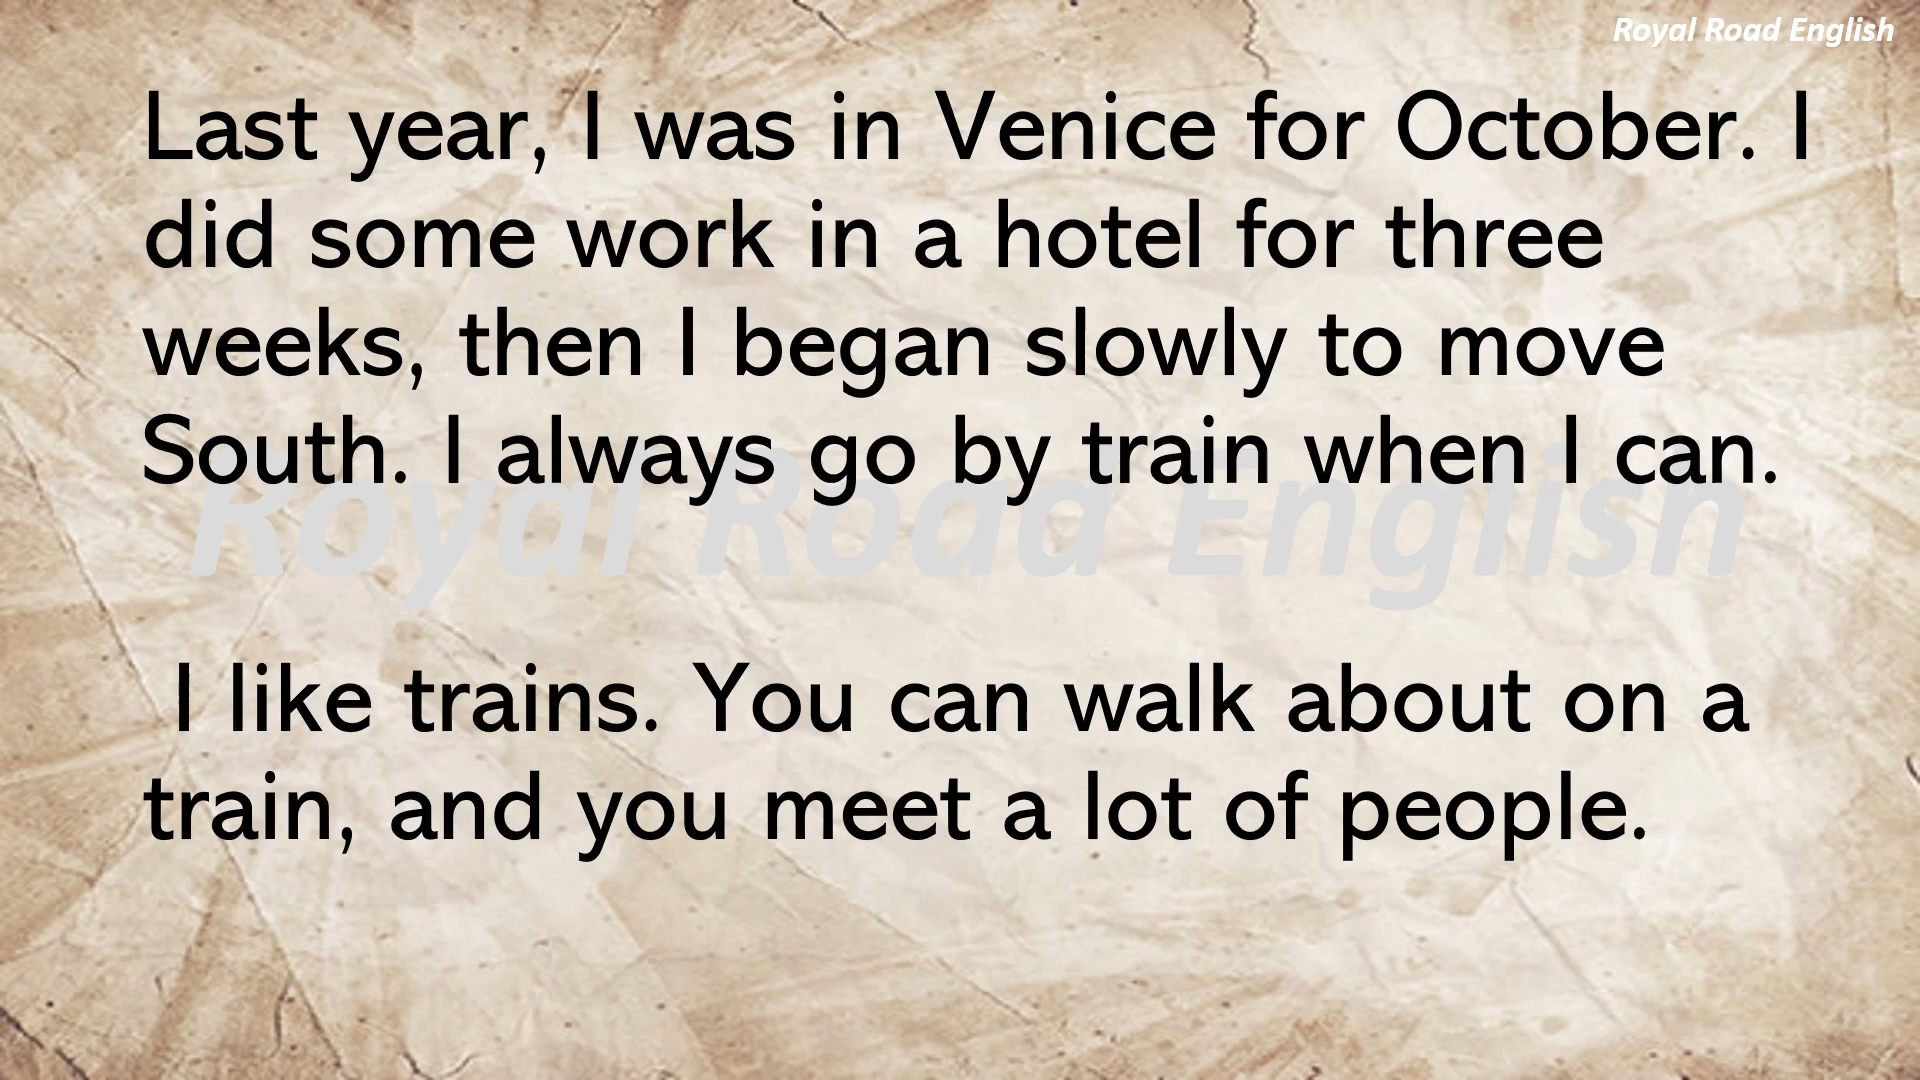 Royal Road English
Last year, I was in Venice for October. I
did some work in a hotel for three
weeks, then I began slowly to move
South. I always go by train when I can.
Royal Road English
I like trains. You can walk about on a
train, and you meet a lot of people.